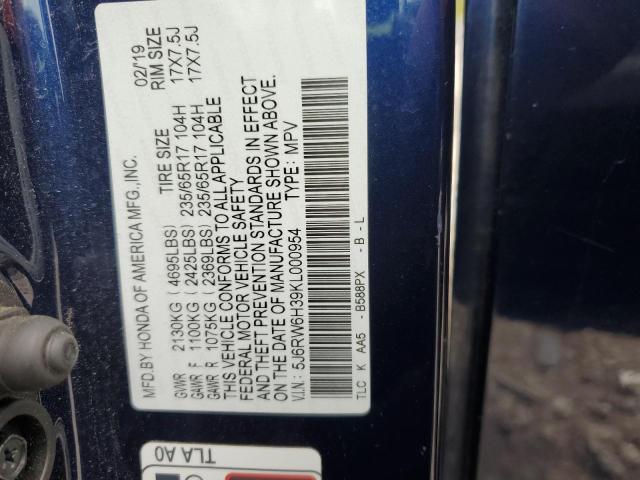 MFD.BY HONDA OF AMERICA MFG.,INC. 02/'19
TIRE SIZE RIM SIZE
GVWR 2130KG (4695LBS)
GAWR F 1100KG (2425LBS) 235/65R17 104H 17X7.5J
GAWR R 1075KG (2369LBS) 235/65R17 104H 17X7.5J
THIS VEHICLE CONFORMS TO ALL APPLICABLE
FEDERAL MOTOR VEHICLE SAFETY
AND THEFT PREVENTION STANDARDS IN EFFECT
ON THE DATE OF MANUFACTURE SHOWN ABOVE.
V.I.N.: 5J6RW6H39KL000954 TYPE: MPV
TLC K AA5 -B588PX -B-L
TLA A0